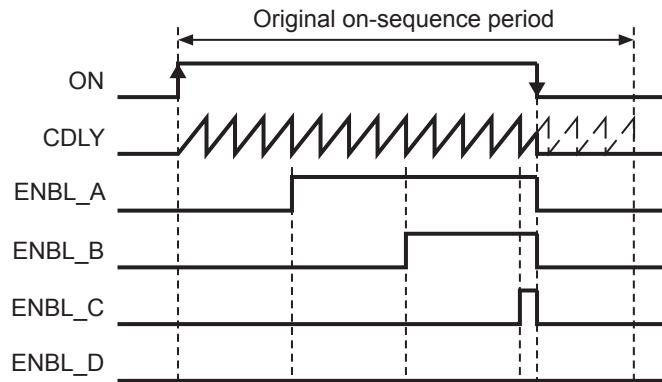 Original on-sequence period
ON
CDLY
ENBL_A
ENBL_B
ENBL_C
ENBL_D